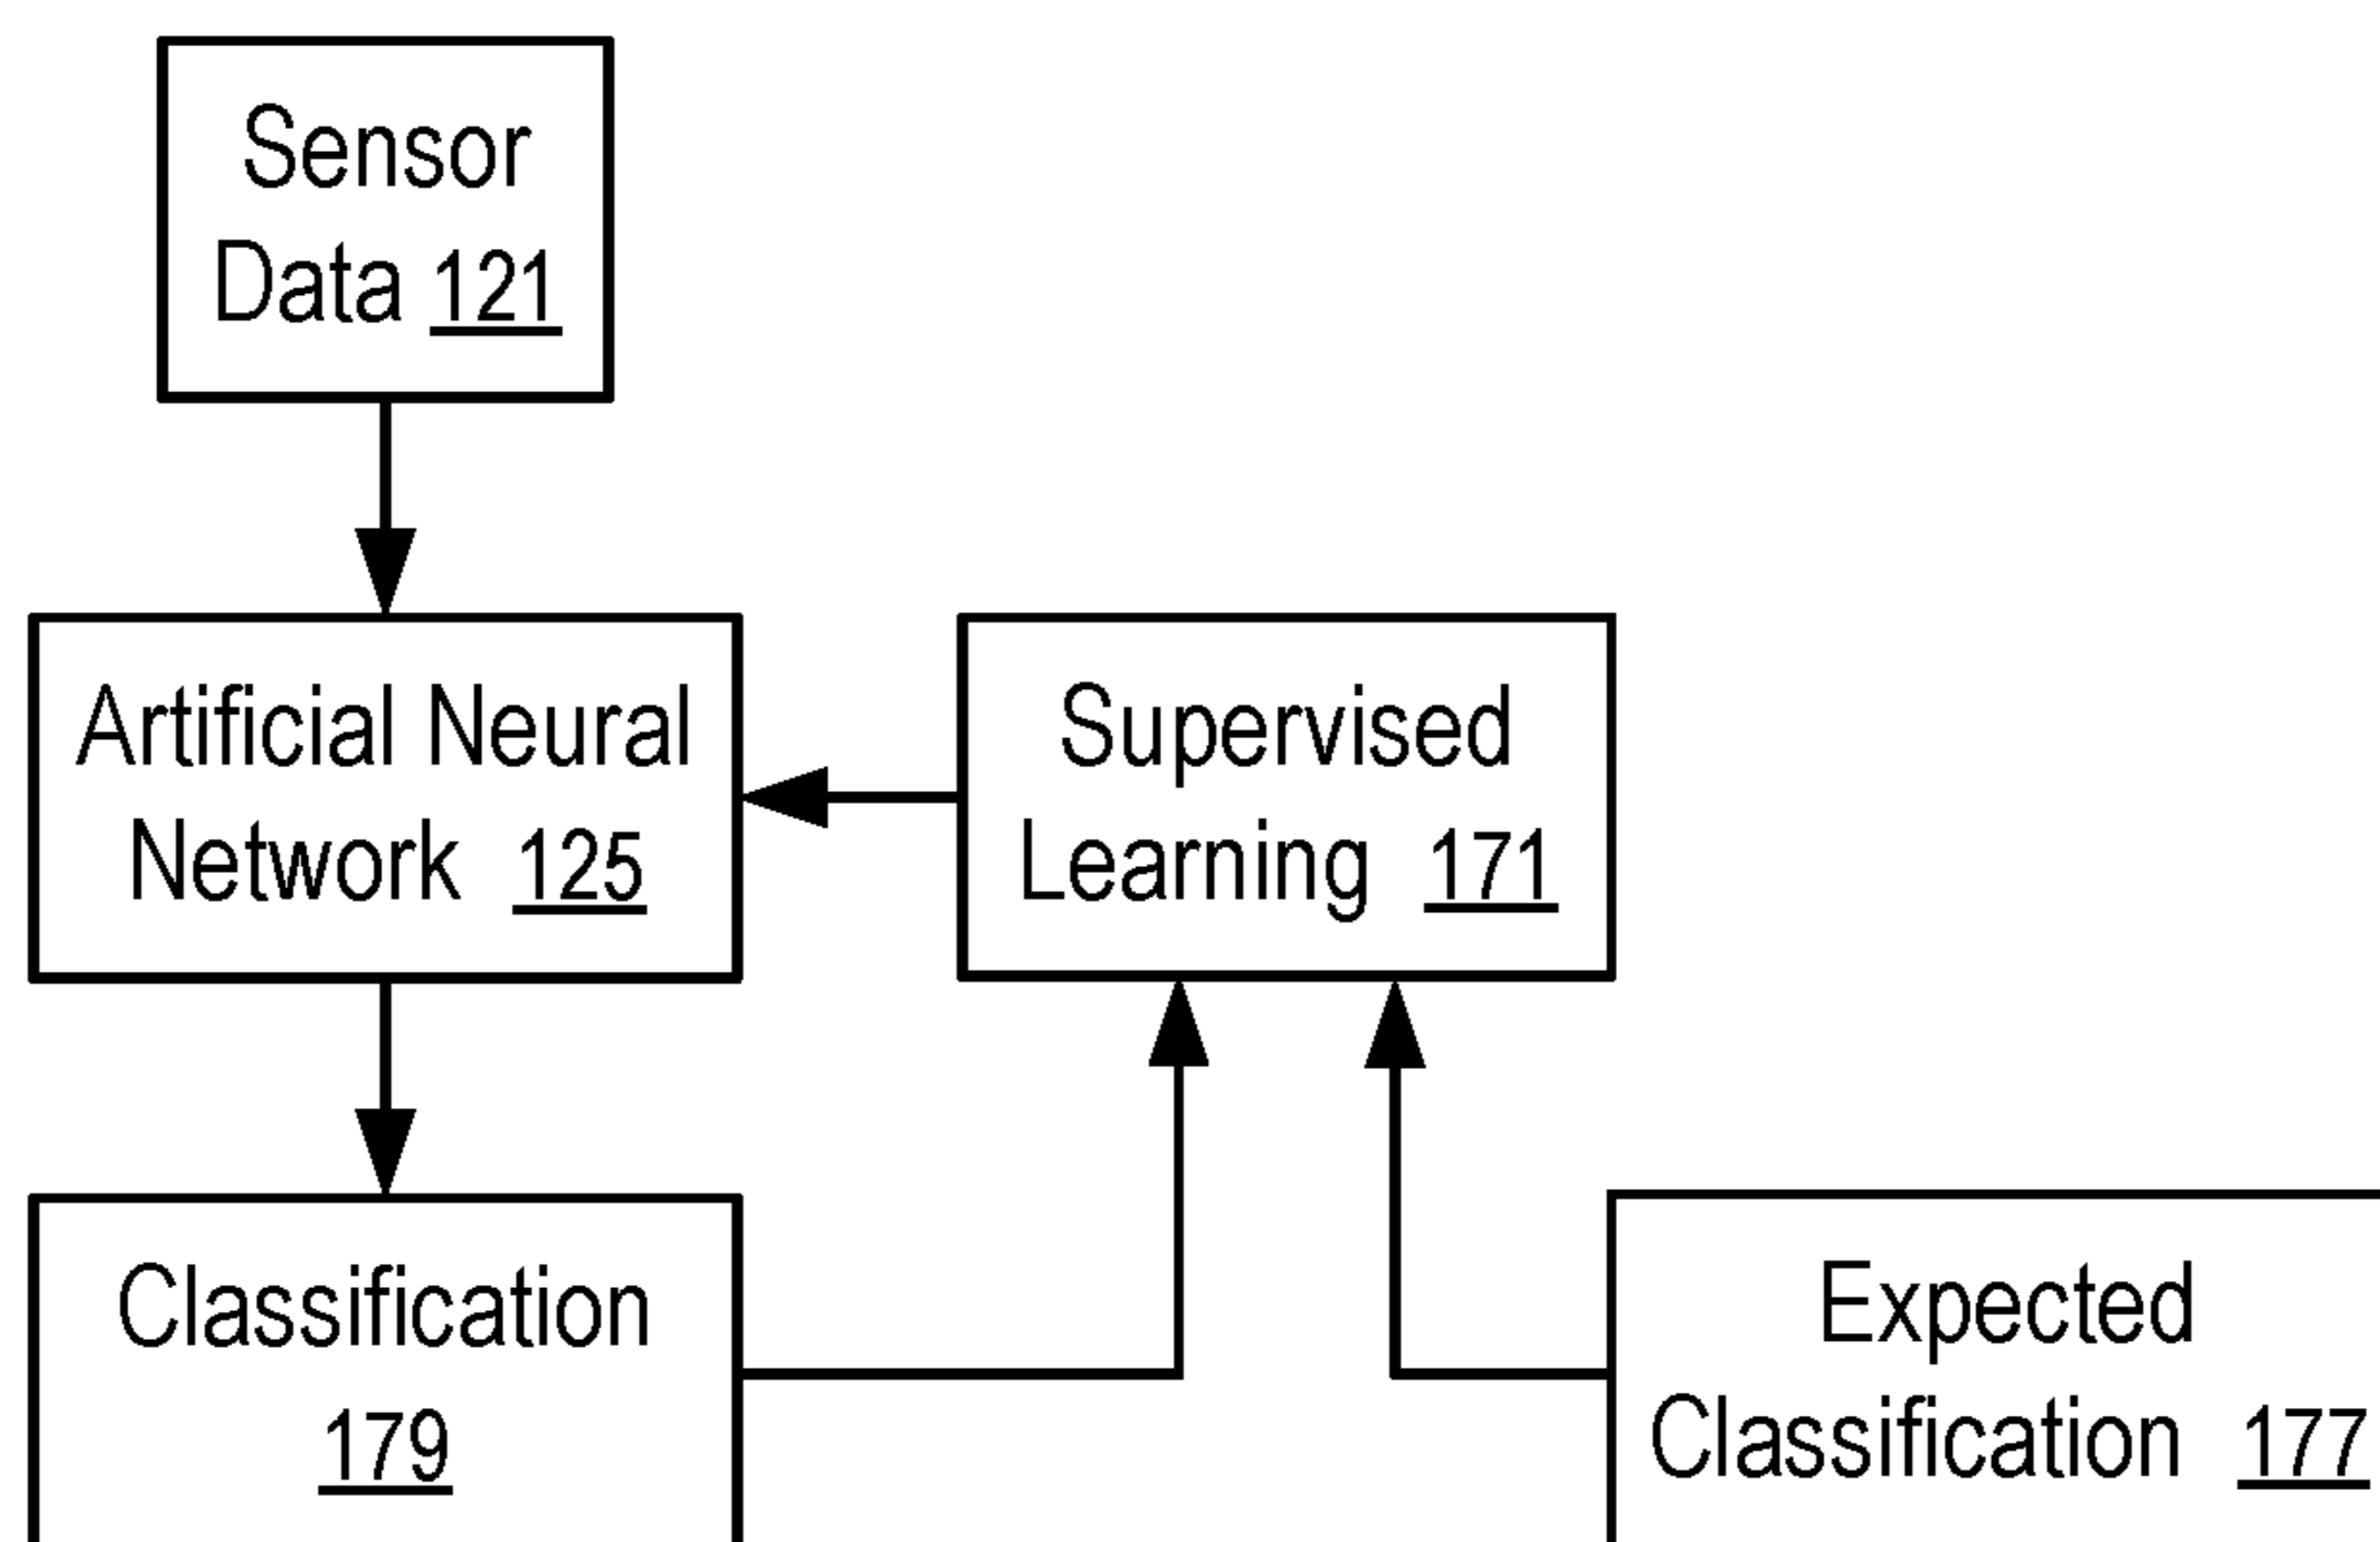 Sensor
Data 121
Artificial Neural
Network 125
Supervised
Learning 171
Classification
179
Expected
Classification 177